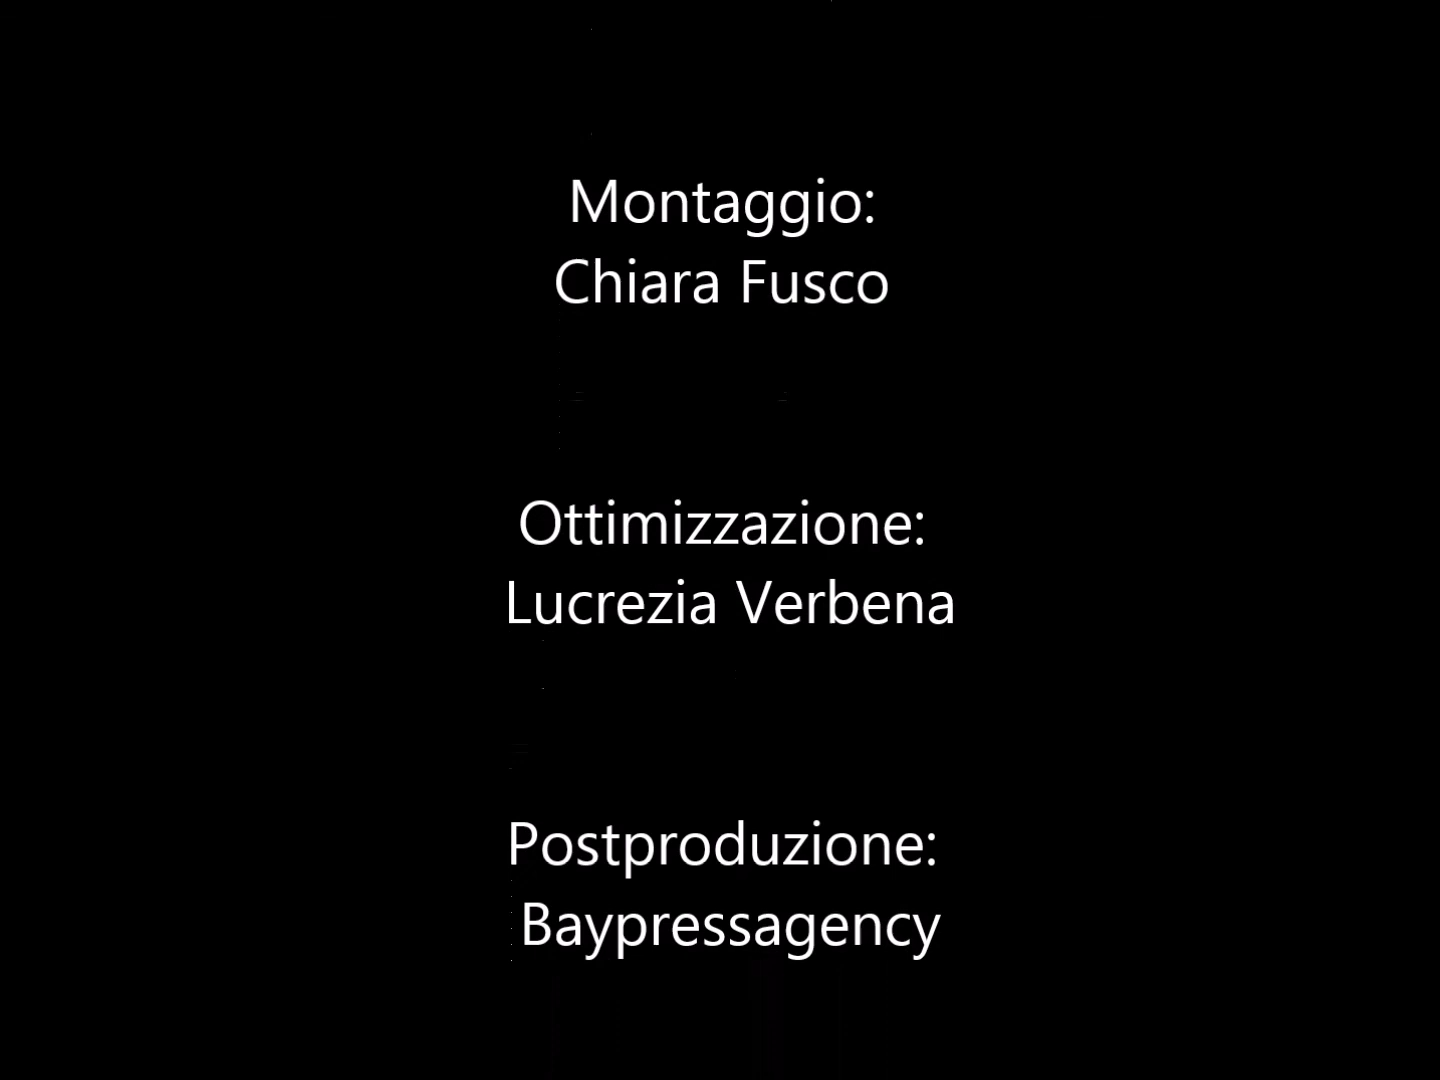 Montaggio:
Chiara Fusco
Ottimizzazione:
Lucrezia Verbena
Postproduzione:
Baypressagency